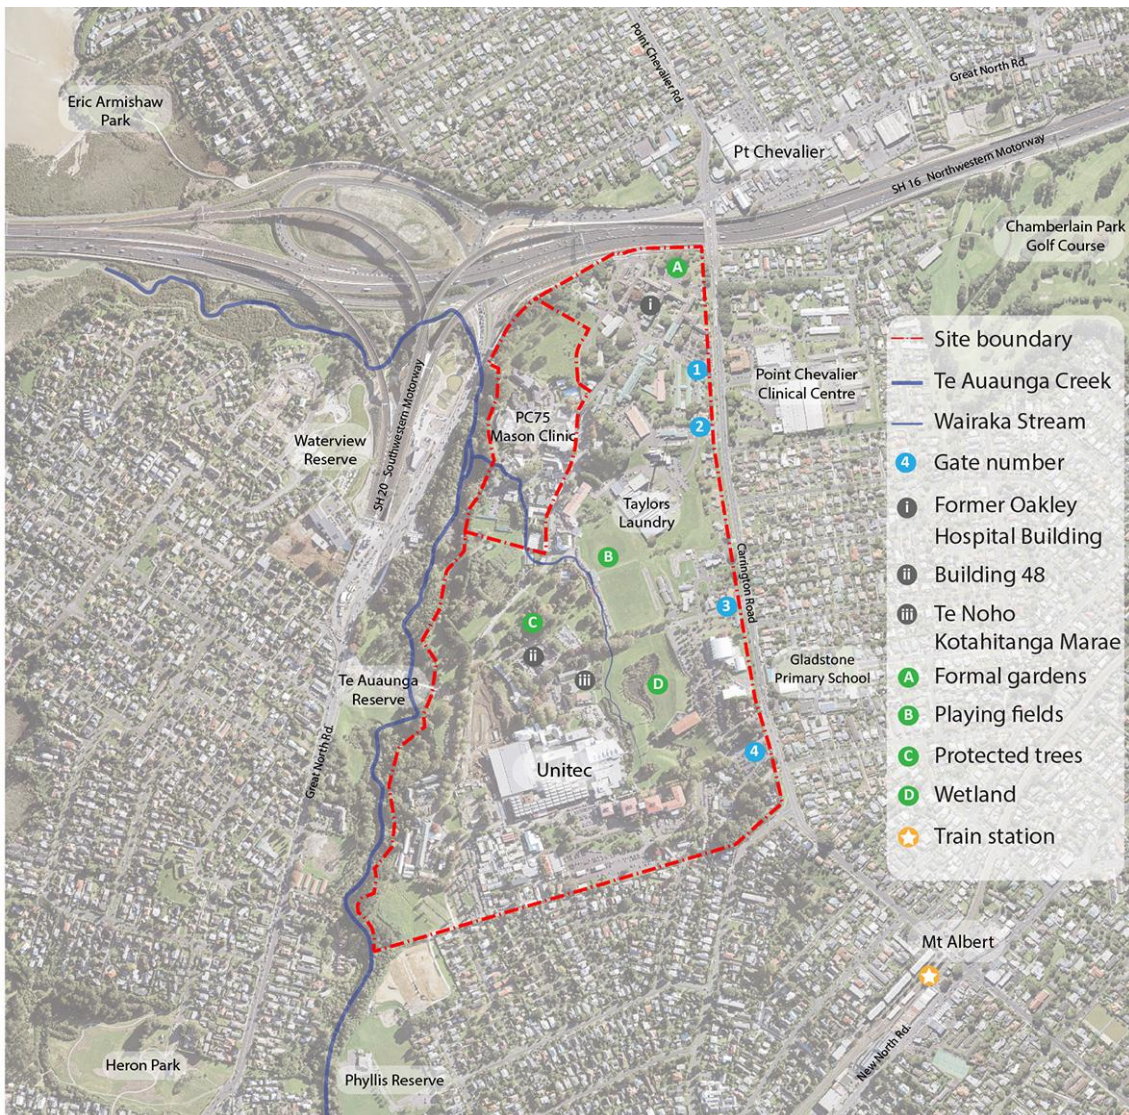 Point Chevalier Rd.
Great North Rd.
Eric Armishaw
Park
Pt Chevalier
SH 16 Northwestern Motorway
Chamberlain Park
Golf Course
A
i
Site boundary
Te Auaunga Creek
Wairaka Stream
4 Gate number
i Former Oakley
Hospital Building
ii Building 48
iii Te Noho
Kotahitanga Marae
A Formal gardens
B Playing fields
C Protected trees
D Wetland
Train station
1
Point Chevalier
Clinical Centre
PC75
Mason Clinic
2
Waterview
Reserve
SH 20 Southwestern Motorway
Taylors
Laundry
B
Carrington Road
3
C
ii
Gladstone
Primary School
Te Auaunga
Reserve
iii
D
Great North Rd.
4
Unitec
Mt Albert
New North Rd.
Heron Park
Phyllis Reserve